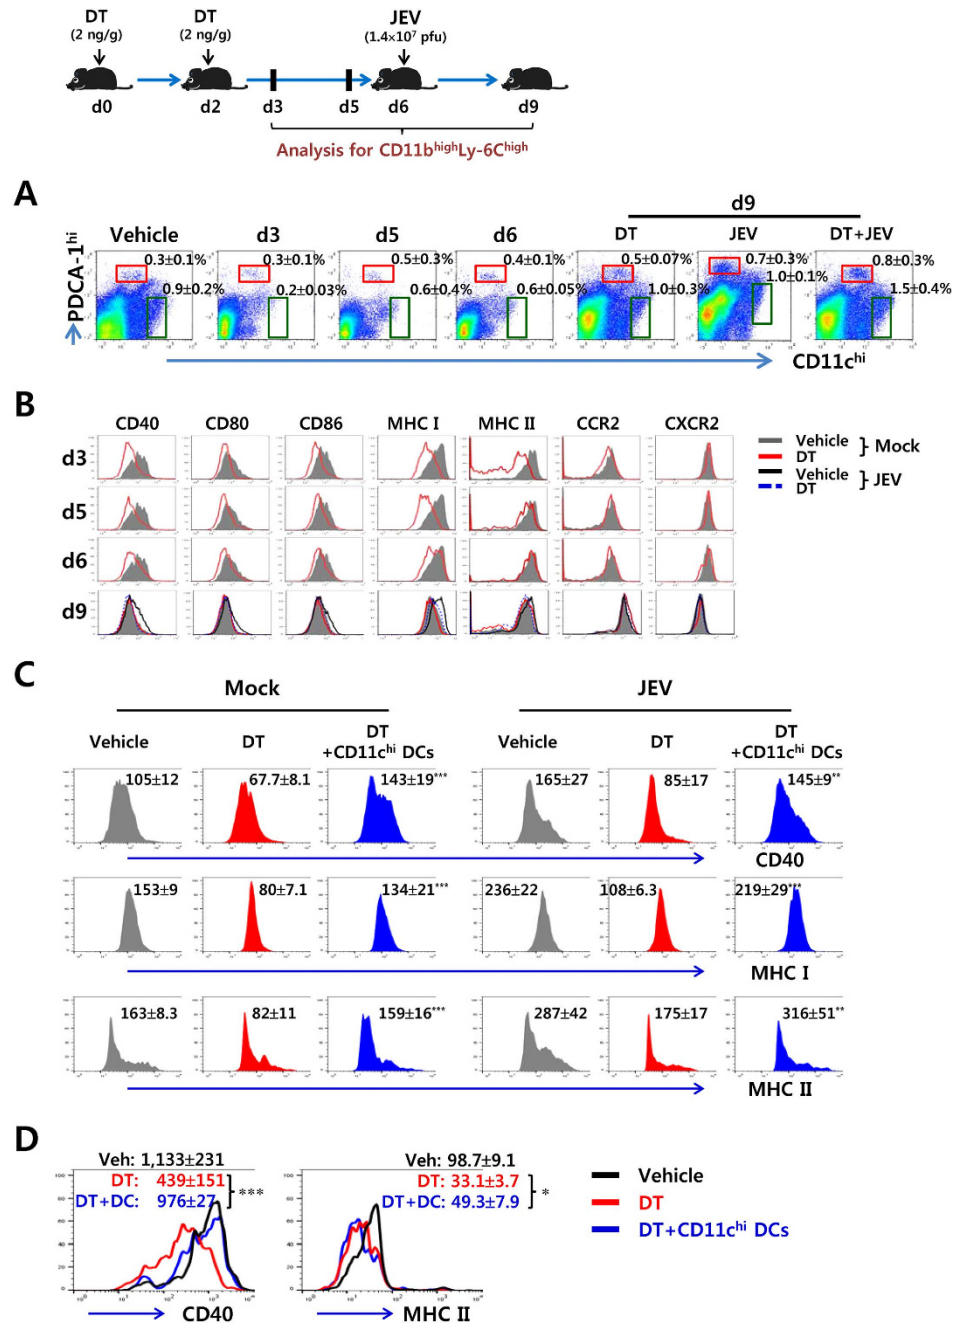 DT DT JEV
(2 ng/g) (2 ng/g) (1.4×10⁷ pfu)
d0 d2 d3 d5 d6 d9
Analysis for CD11bʰⁱᵍʰLy-6Cʰⁱᵍʰ
A
d9
Vehicle d3 d5 d6 DT JEV DT+JEV
PDCA-1ʰⁱ
0.3±0.1% 0.3±0.1% 0.5±0.3% 0.4±0.1% 0.5±0.07% 0.7±0.3% 0.8±0.3%
0.9±0.2% 0.2±0.03% 0.6±0.4% 0.6±0.05% 1.0±0.3% 1.0±0.1% 1.5±0.4%
CD11cʰⁱ
B
CD40 CD80 CD86 MHC I MHC II CCR2 CXCR2
d3
d5
d6
d9
Vehicle } Mock
DT
Vehicle } JEV
DT
C
Mock JEV
Vehicle DT DT +CD11cʰⁱ DCs Vehicle DT DT +CD11cʰⁱ DCs
105±12 67.7±8.1 143±19*** 165±27 85±17 145±9**
CD40
153±9 80±7.1 134±21*** 236±22 108±6.3 219±29***
MHC I
163±8.3 82±11 159±16*** 287±42 175±17 316±51**
MHC II
D
Veh: 1,133±231
DT: 439±151
DT+DC: 976±27
***
CD40
Veh: 98.7±9.1
DT: 33.1±3.7
DT+DC: 49.3±7.9
*
MHC II
Vehicle
DT
DT+CD11cʰⁱ DCs